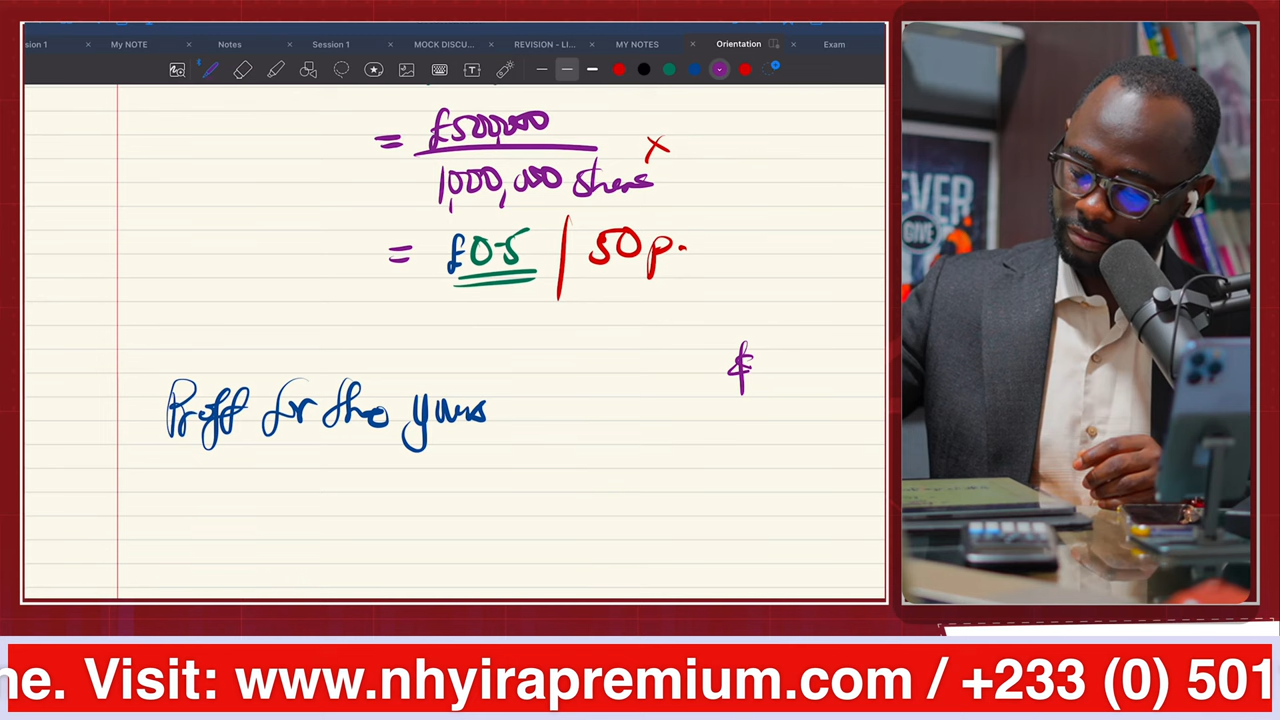 sion 1 × My NOTE × Notes × Session 1 × MOCK DISCU... × REVISION - LI... × MY NOTES × Orientation × Exam
= £500,000
1,000,000 shares
×
= £0.5 / 50p.
Profit for the years
EVER
GIVE
ne. Visit: www.nhyirapremium.com / +233 (0) 501